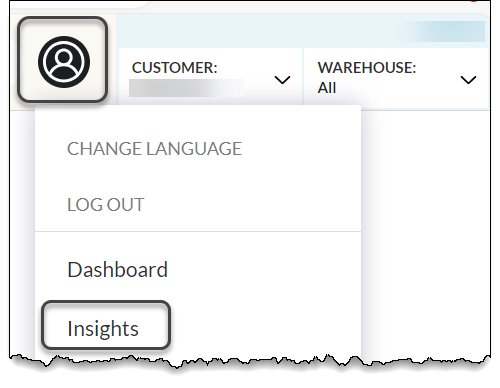 CUSTOMER:
WAREHOUSE:
All
CHANGE LANGUAGE
LOG OUT
Dashboard
Insights